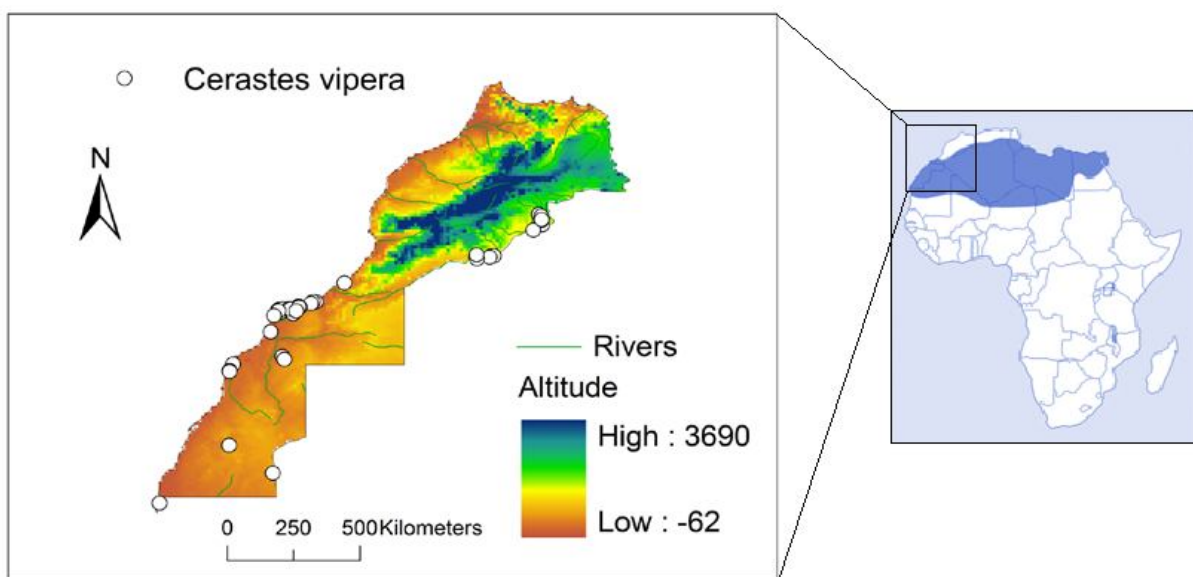 Cerastes vipera
N
Rivers
Altitude
High : 3690
Low : -62
0 250 500Kilometers